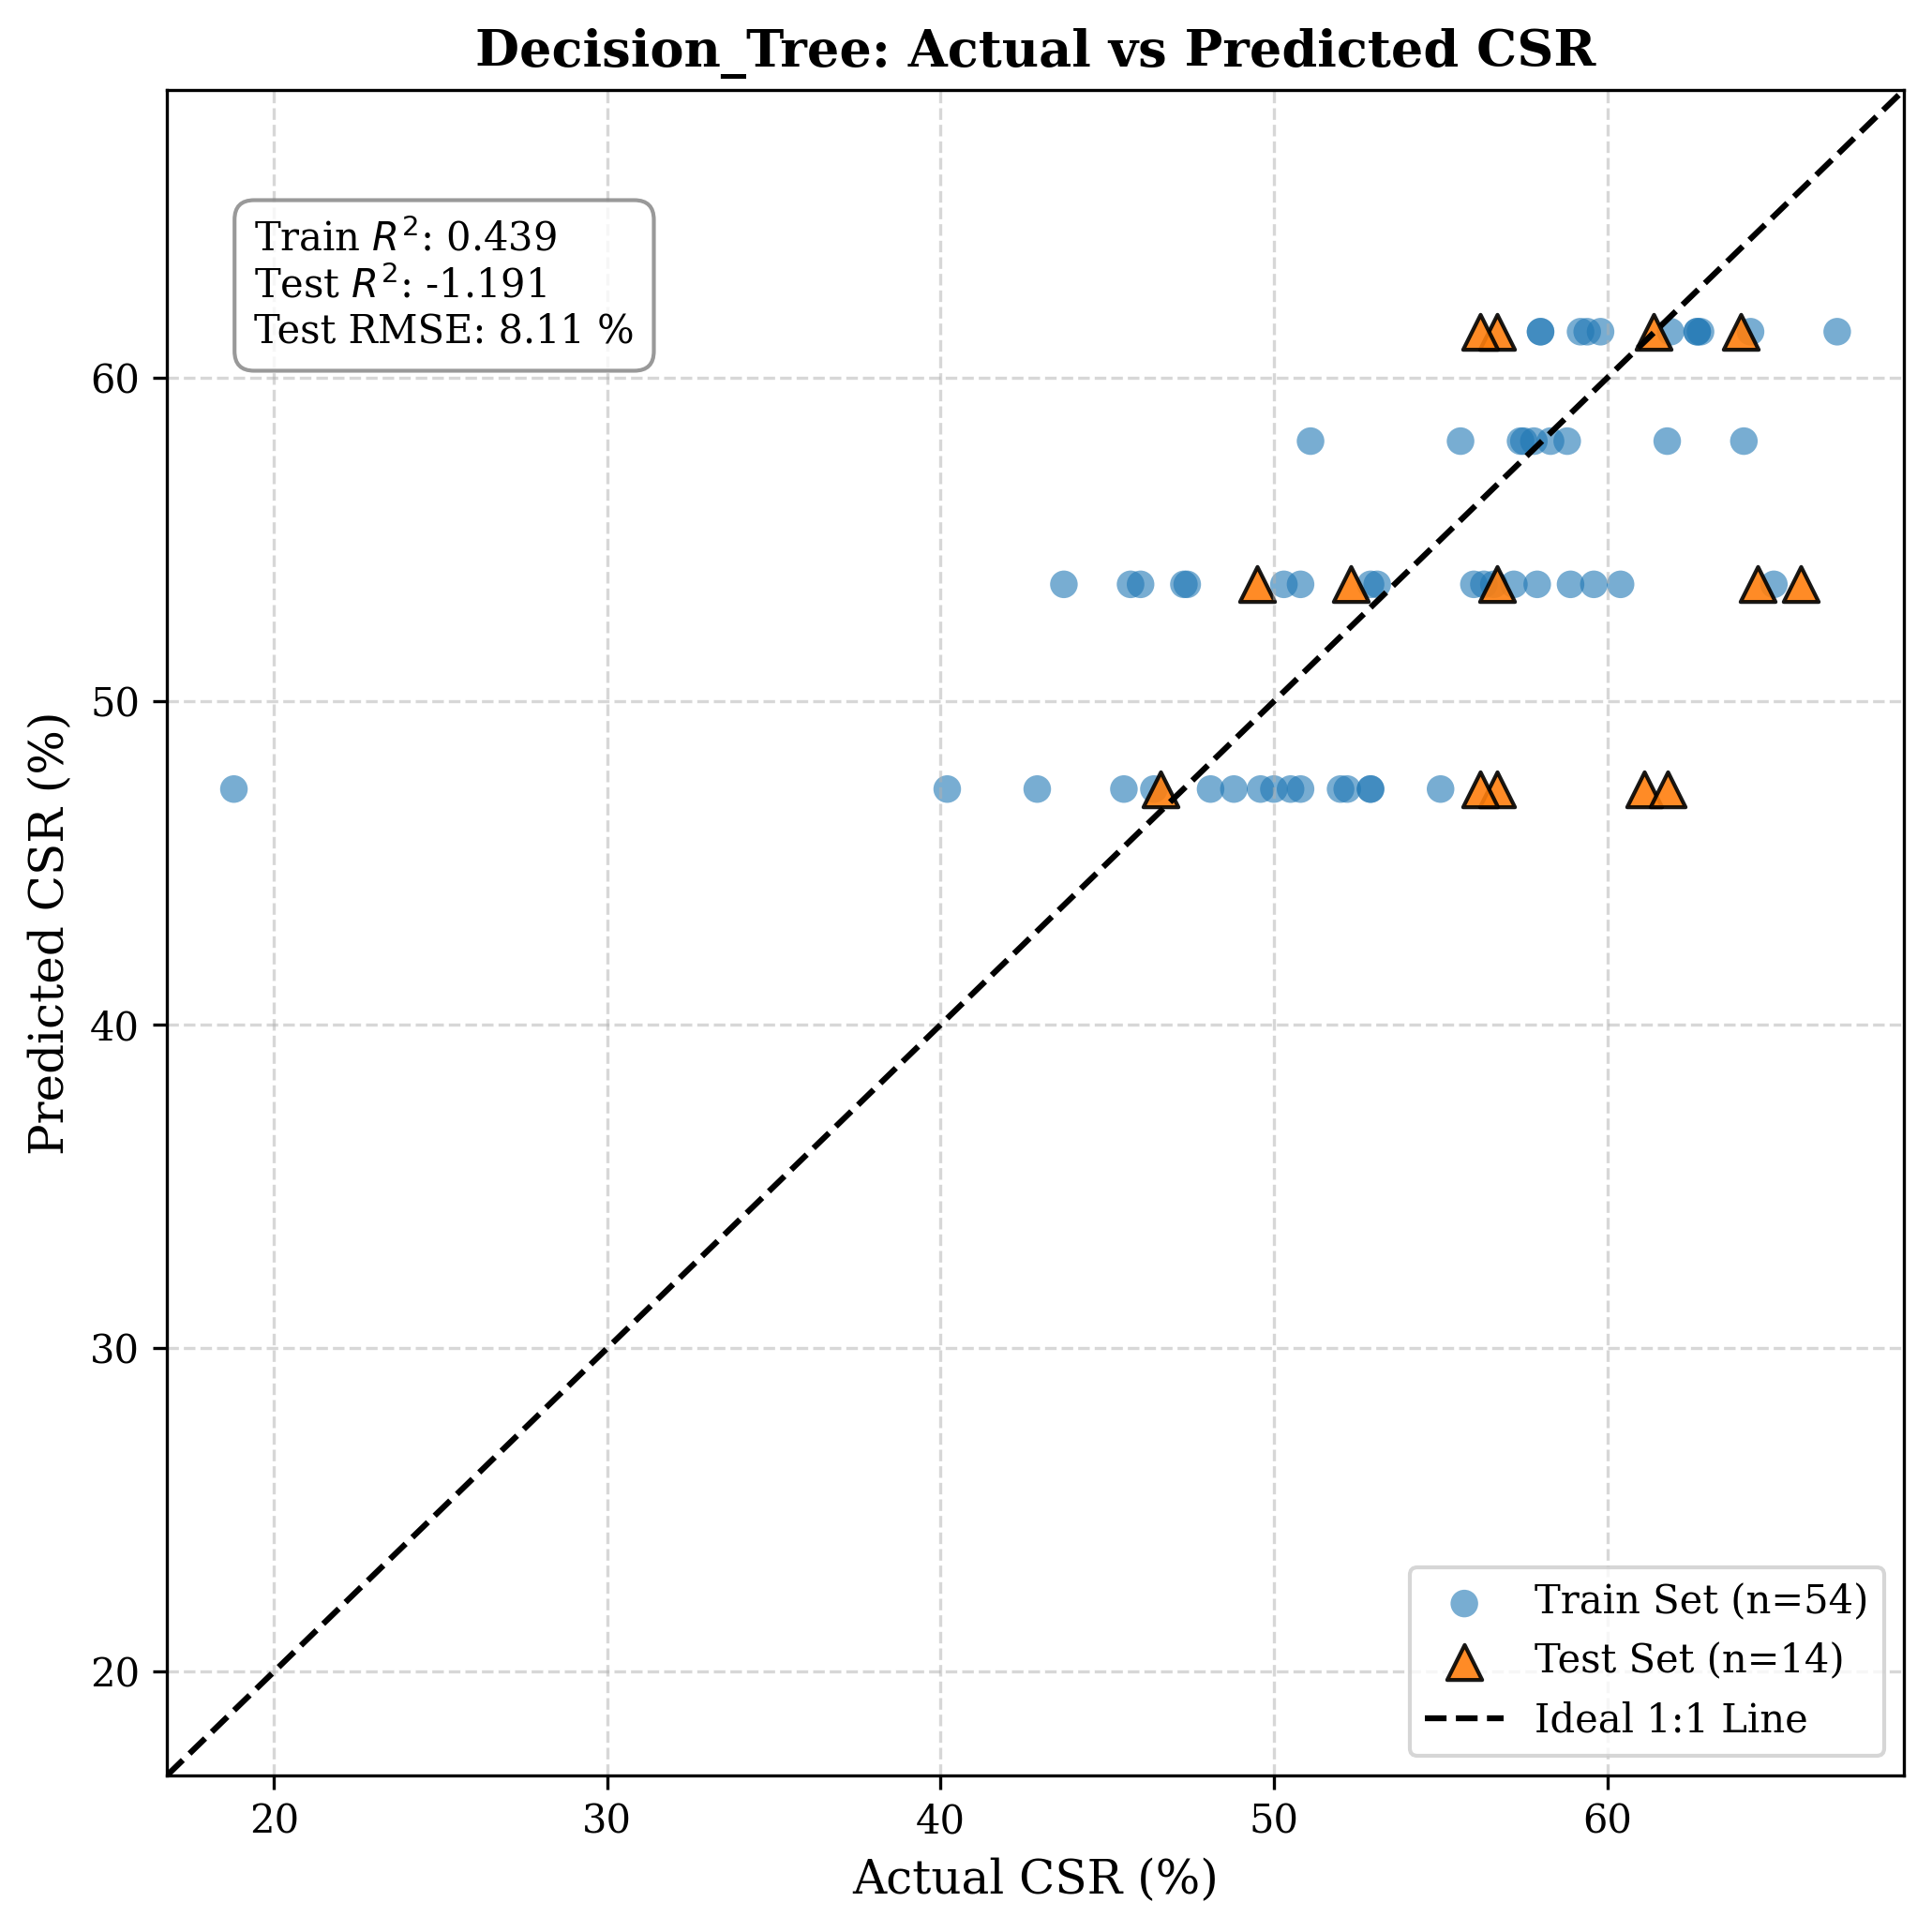 Decision_Tree: Actual vs Predicted CSR
Train R²: 0.439
Test R²: -1.191
Test RMSE: 8.11 %
Predicted CSR (%)
60
50
40
30
20
20 30 40 50 60
Actual CSR (%)
Train Set (n=54)
Test Set (n=14)
Ideal 1:1 Line